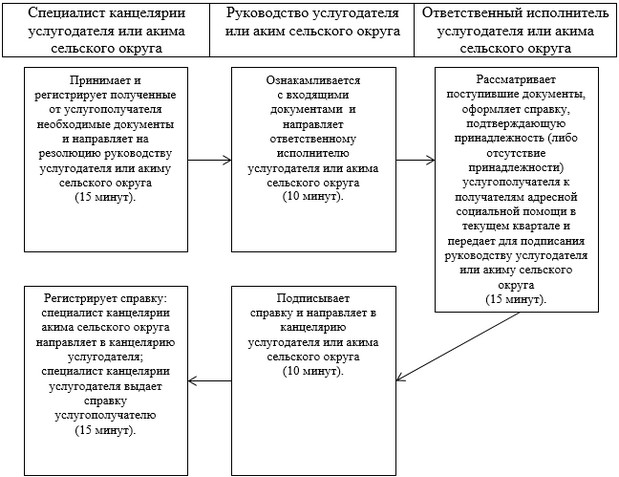 Специалист канцелярии
услугодателя или акима
сельского округа
Руководство услугодателя
или аким сельского округа
Ответственный исполнитель
услугодателя или акима
сельского округа
Принимает и
регистрирует полученные
от услугополучателя
необходимые документы
и направляет на
резолюцию руководству
услугодателя или акиму
сельского округа
(15 минут).
Ознакамливается
с входящими
документами и
направляет
ответственному
исполнителю
услугодателя или акима
сельского округа
(10 минут).
Рассматривает
поступившие документы,
оформляет справку,
подтверждающую
принадлежность (либо
отсутствие
принадлежности)
услугополучателя к
получателям адресной
социальной помощи в
текущем квартале и
передает для подписания
руководству услугодателя
или акиму сельского
округа
(15 минут).
Регистрирует справку:
специалист канцелярии
акима сельского округа
направляет в канцелярию
услугодателя;
специалист канцелярии
услугодателя выдает
справку
услугополучателю
(15 минут).
Подписывает
справку и направляет в
канцелярию
услугодателя или акима
сельского округа
(10 минут).